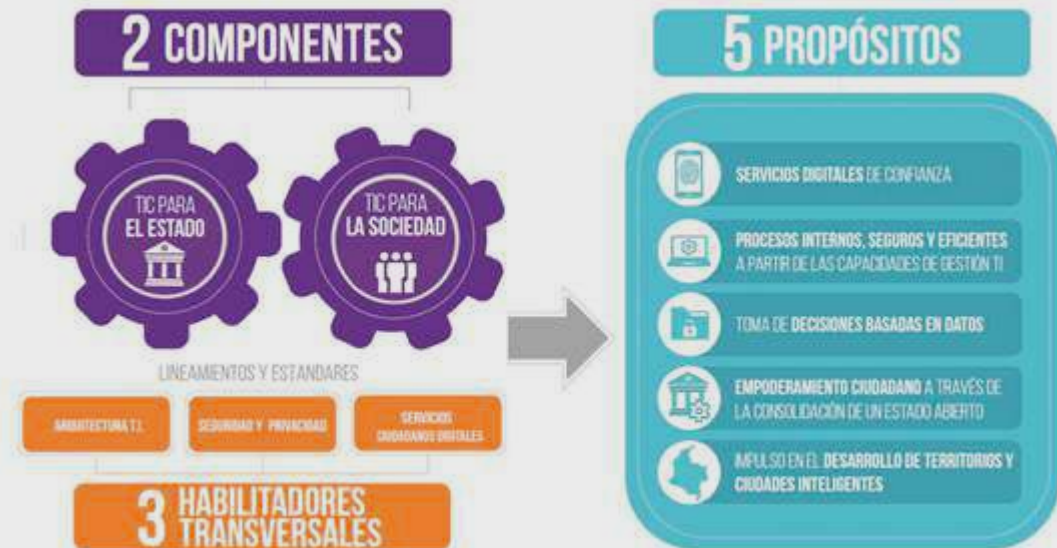 2 COMPONENTES
TIC PARA
EL ESTADO
TIC PARA
LA SOCIEDAD
LINEAMIENTOS Y ESTANDARES
ARQUITECTURA T.I.
SEGURIDAD Y PRIVACIDAD
SERVICIOS
CIUDADANOS DIGITALES
3 HABILITADORES
TRANSVERSALES
5 PROPÓSITOS
SERVICIOS DIGITALES DE CONFIANZA
PROCESOS INTERNOS, SEGUROS Y EFICIENTES
A PARTIR DE LAS CAPACIDADES DE GESTIÓN TI
TOMA DE DECISIONES BASADAS EN DATOS
EMPODERAMIENTO CIUDADANO A TRAVÉS DE
LA CONSOLIDACIÓN DE UN ESTADO ABIERTO
IMPULSO EN EL DESARROLLO DE TERRITORIOS Y
CIUDADES INTELIGENTES